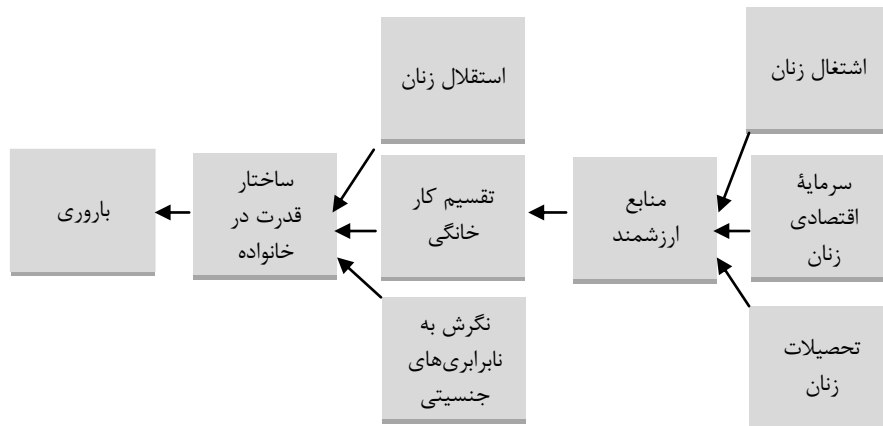 اشتغال زنان
سرمایهٔ
اقتصادی
زنان
تحصیلات
زنان
منابع
ارزشمند
استقلال زنان
تقسیم کار
خانگی
نگرش به
نابرابری‌های
جنسیتی
ساختار
قدرت در
خانواده
باروری